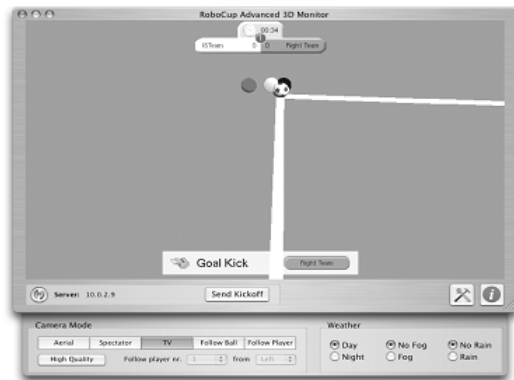 RoboCup Advanced 3D Monitor
00:34
ISTeam 0 0 Right Team
Goal Kick Right Team
Server: 10.0.2.9 Send Kickoff
Camera Mode Weather
Aerial Spectator TV Follow Ball Follow Player Day No Fog No Rain
High Quality Follow player nr. 1 from Left Night Fog Rain